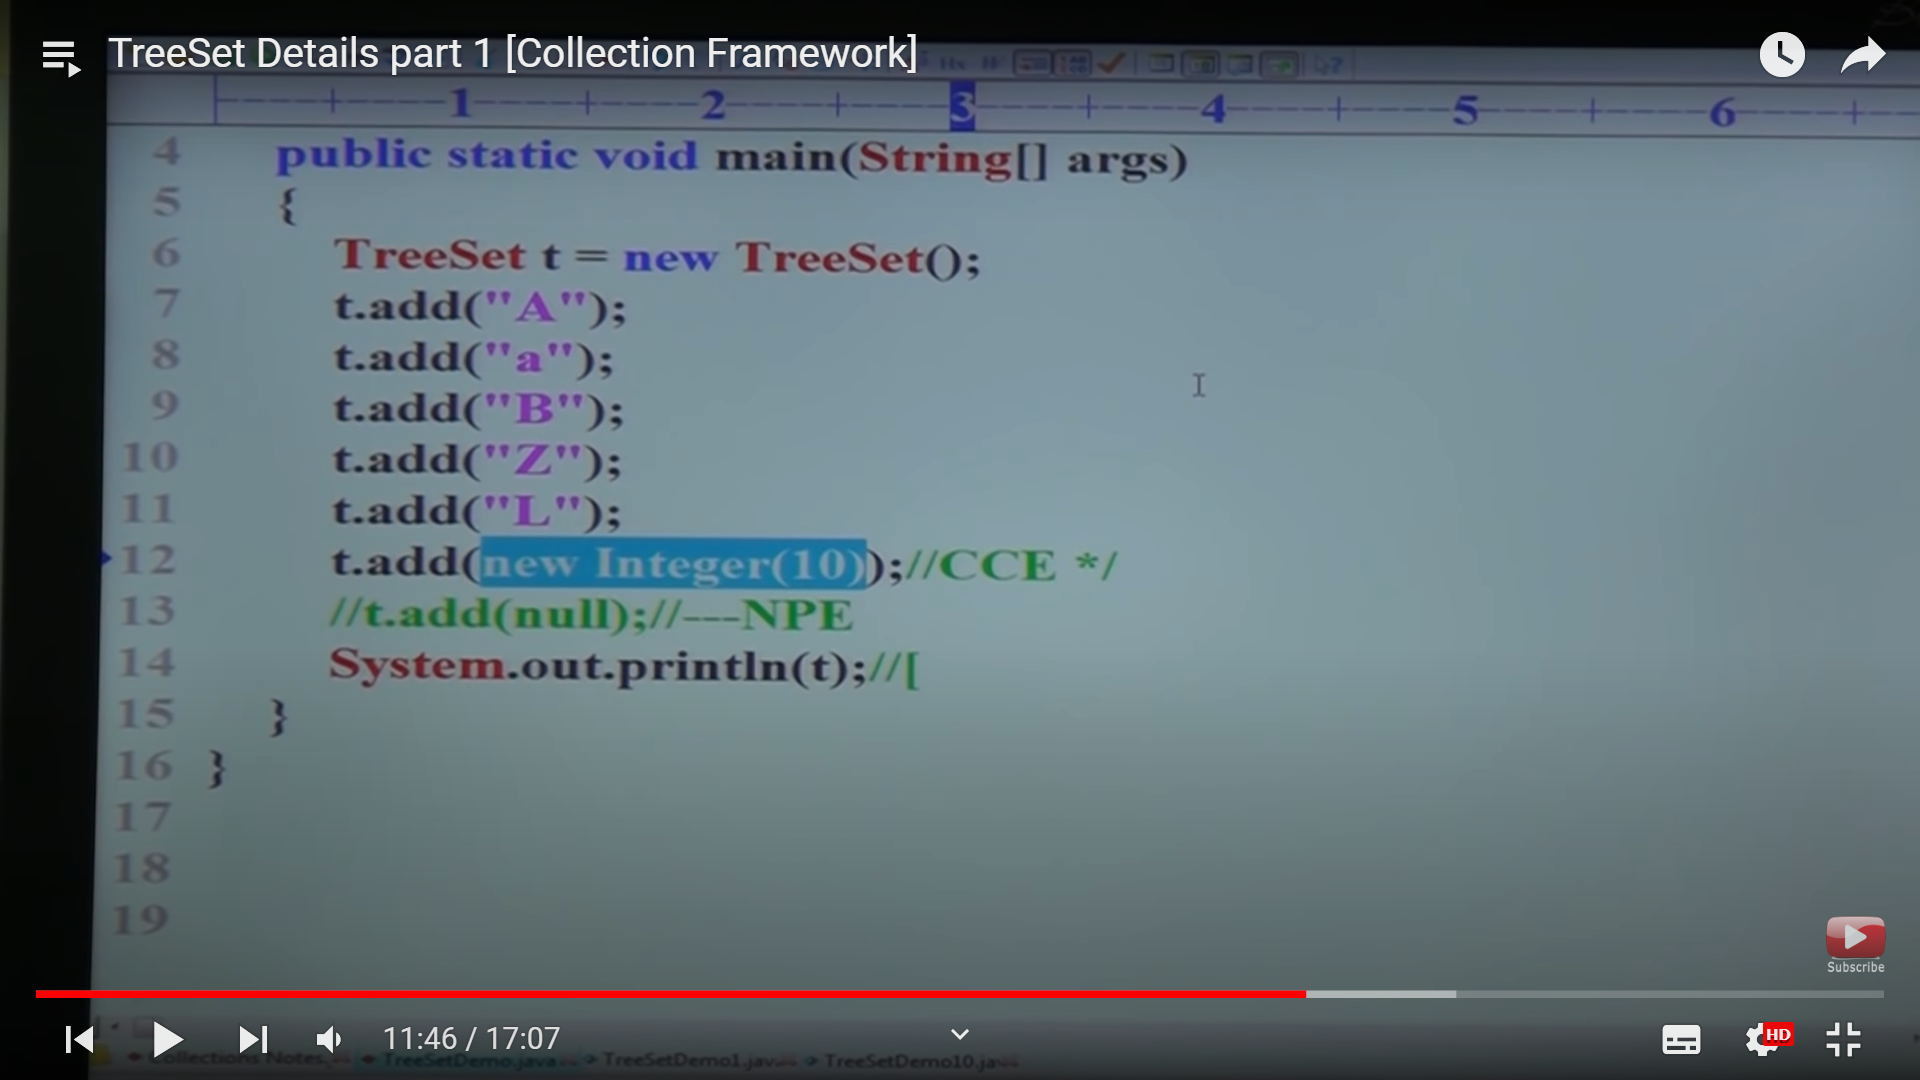 TreeSet Details part 1 [Collection Framework]
1 2 3 4 5 6
4 public static void main(String[] args)
5 {
6 TreeSet t = new TreeSet();
7 t.add("A");
8 t.add("a");
9 t.add("B");
10 t.add("Z");
11 t.add("L");
12 t.add(new Integer(10));//CCE */
13 //t.add(null);//---NPE
14 System.out.println(t);//[
15 }
16 }
17
18
19
Subscribe
11:46 / 17:07
HD
Collections Notes TreeSetDemo.java TreeSetDemo1.java TreeSetDemo10.java